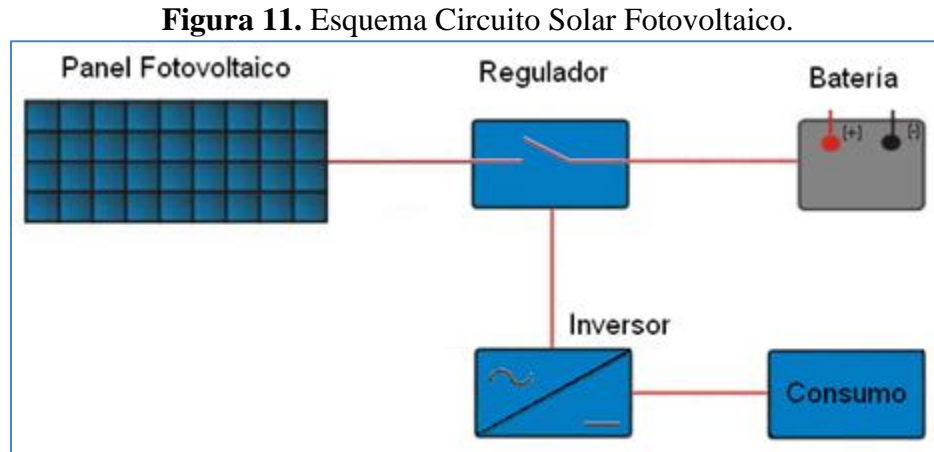 Figura 11. Esquema Circuito Solar Fotovoltaico.
Panel Fotovoltaico
Regulador
Batería
(+)
(-)
Inversor
Consumo